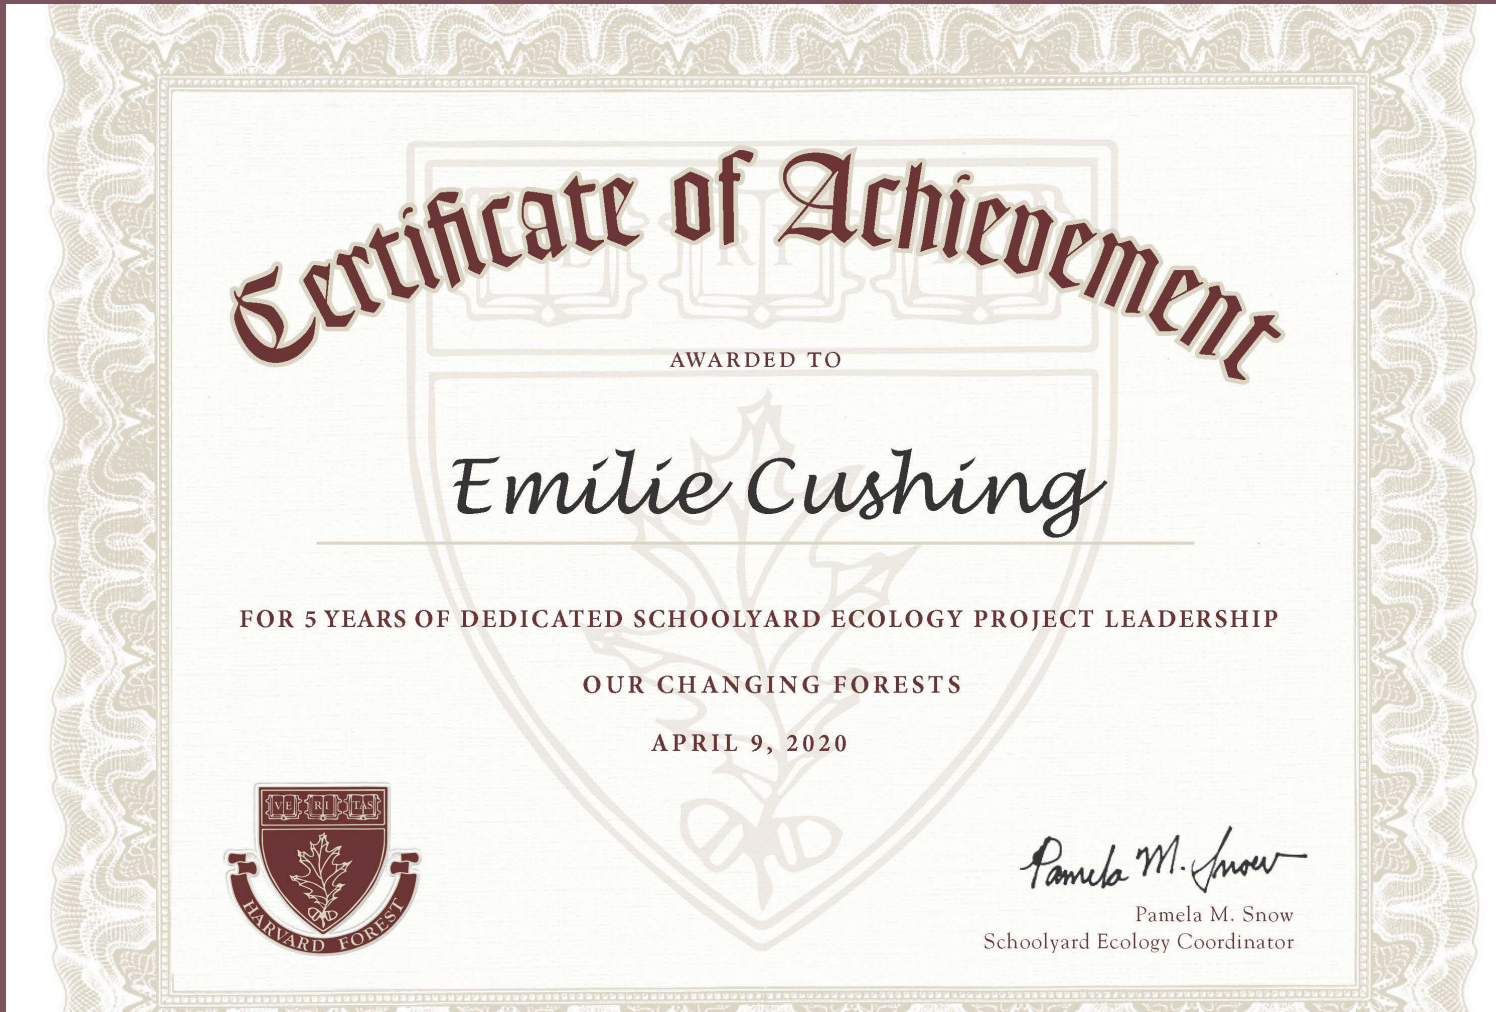 Certificate of Achievement
AWARDED TO
Emilie Cushing
FOR 5 YEARS OF DEDICATED SCHOOLYARD ECOLOGY PROJECT LEADERSHIP
OUR CHANGING FORESTS
APRIL 9, 2020
VE RI TAS
HARVARD FOREST
Pamela M. Snow
Pamela M. Snow
Schoolyard Ecology Coordinator